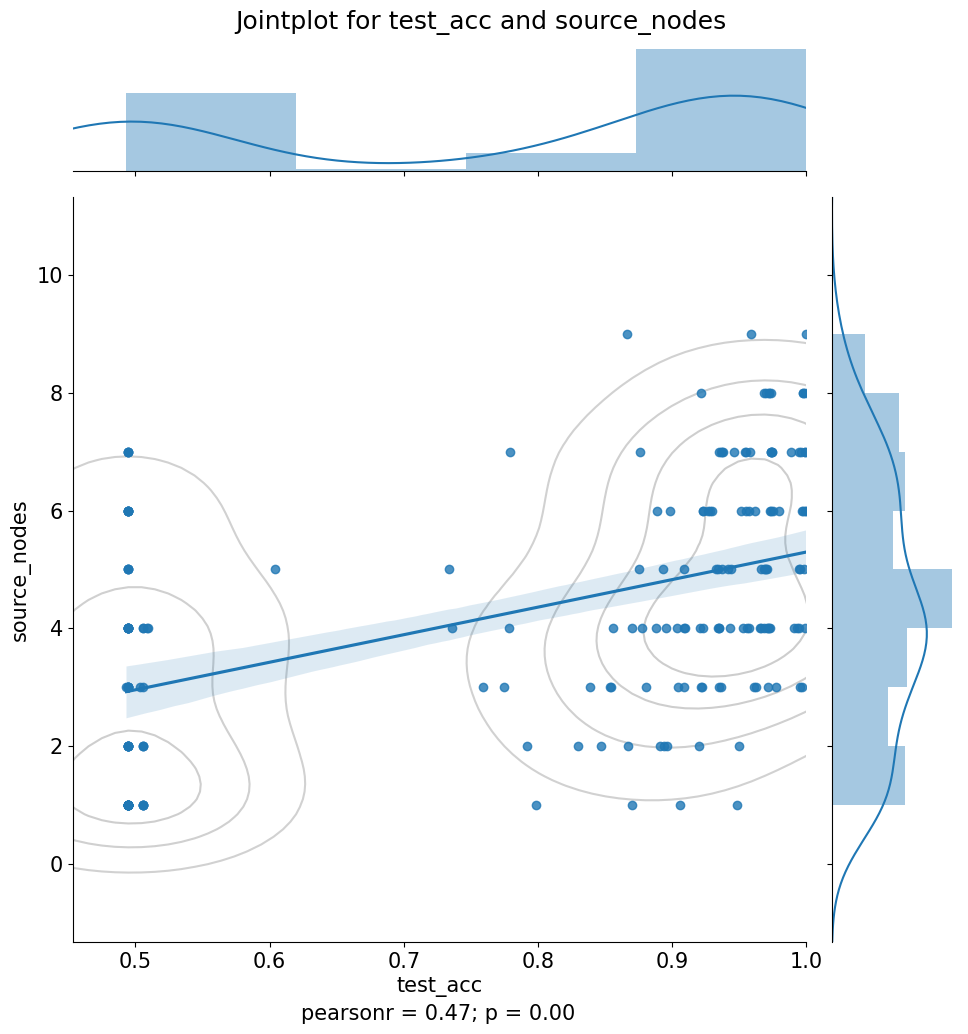 Jointplot for test_acc and source_nodes
10
8
6
4
2
0
source_nodes
0.5 0.6 0.7 0.8 0.9 1.0
test_acc
pearsonr = 0.47; p = 0.00